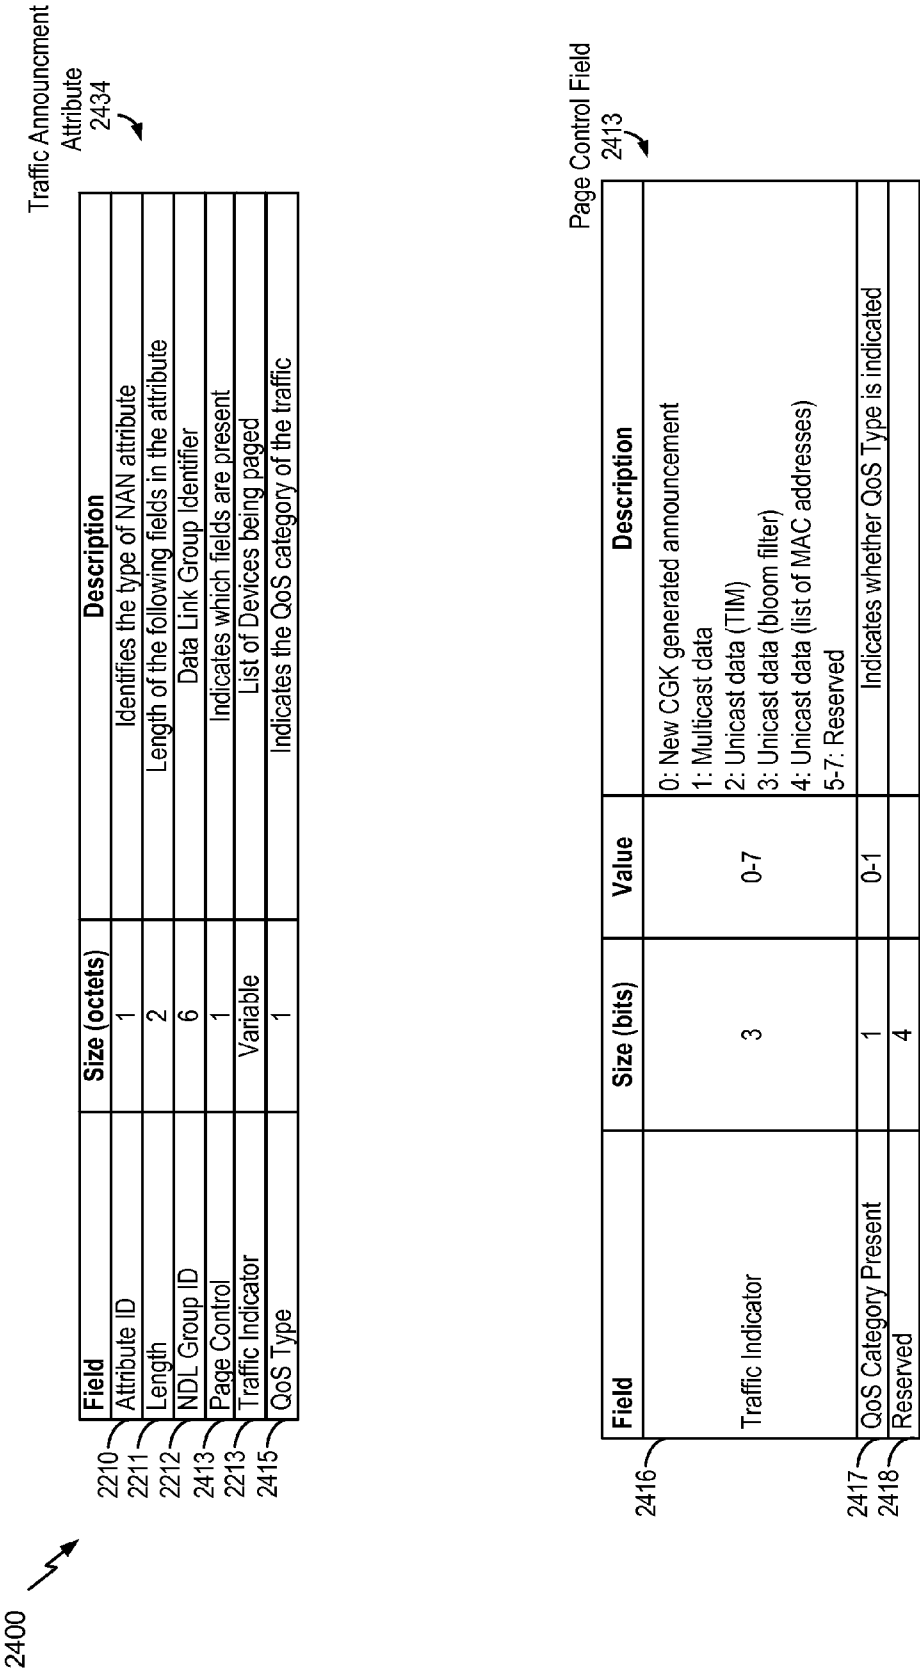 2400
Traffic Announcment
Attribute
2434
Field Size (octets) Description
2210 Attribute ID 1 Identifies the type of NAN attribute
2211 Length 2 Length of the following fields in the attribute
2212 NDL Group ID 6 Data Link Group Identifier
2413 Page Control 1 Indicates which fields are present
2213 Traffic Indicator Variable List of Devices being paged
2415 QoS Type 1 Indicates the QoS category of the traffic
Page Control Field
2413
Field Size (bits) Value Description
2416 Traffic Indicator 3 0-7
0: New CGK generated announcement
1: Multicast data
2: Unicast data (TIM)
3: Unicast data (bloom filter)
4: Unicast data (list of MAC addresses)
5-7: Reserved
2417 QoS Category Present 1 0-1 Indicates whether QoS Type is indicated
2418 Reserved 4